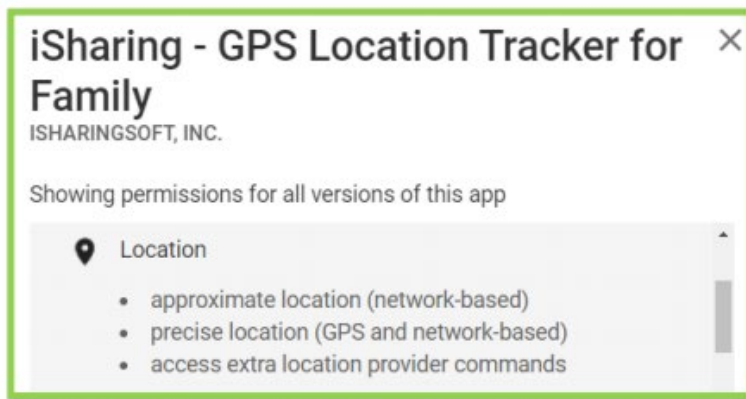 iSharing - GPS Location Tracker for
Family
ISHARINGSOFT, INC.
Showing permissions for all versions of this app
Location
• approximate location (network-based)
• precise location (GPS and network-based)
• access extra location provider commands